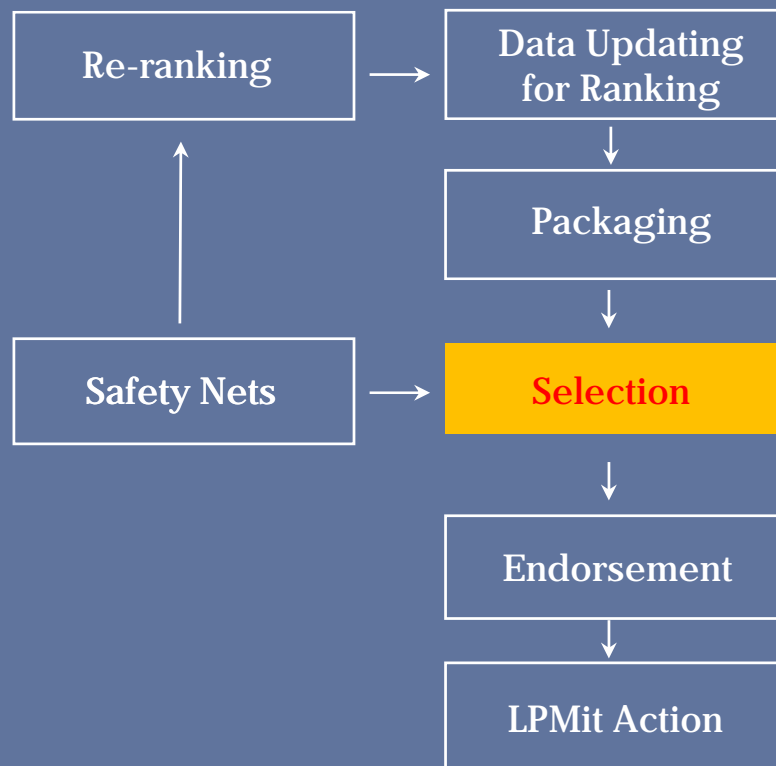 Re-ranking
Data Updating
for Ranking
Packaging
Safety Nets
Selection
Endorsement
LPMit Action